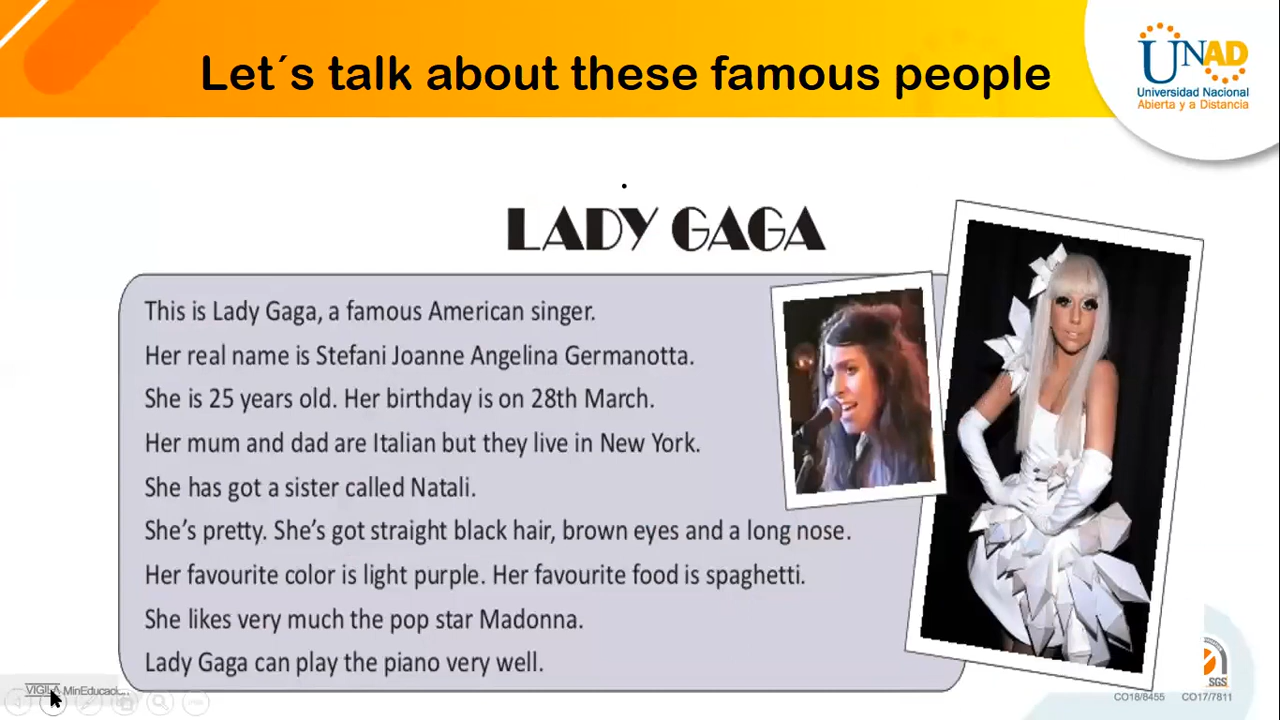 Let´s talk about these famous people
UNAD
Universidad Nacional
Abierta y a Distancia
LADY GAGA
This is Lady Gaga, a famous American singer.
Her real name is Stefani Joanne Angelina Germanotta.
She is 25 years old. Her birthday is on 28th March.
Her mum and dad are Italian but they live in New York.
She has got a sister called Natali.
She's pretty. She's got straight black hair, brown eyes and a long nose.
Her favourite color is light purple. Her favourite food is spaghetti.
She likes very much the pop star Madonna.
Lady Gaga can play the piano very well.
VIGILA MinEducaci...
SGS
CO18/8455 CO17/7811